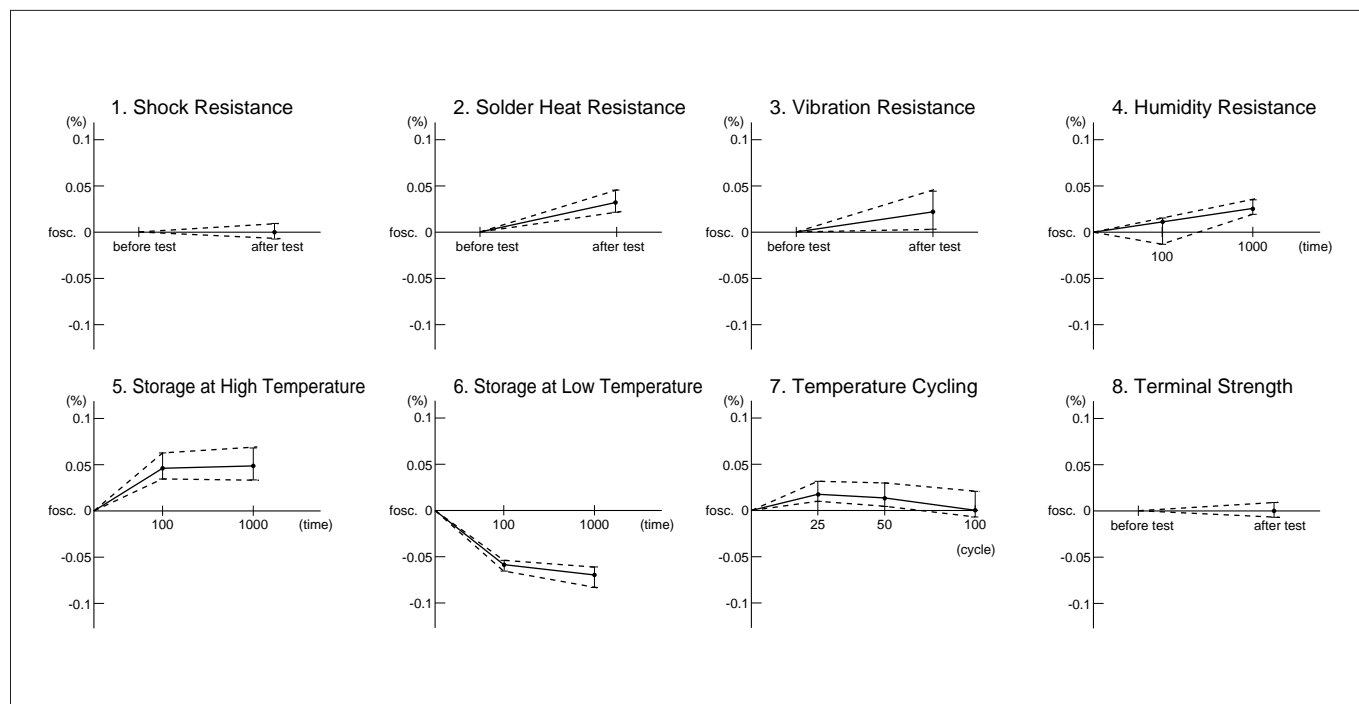 1. Shock Resistance
(%)
0.1
0.05
fosc. 0
-0.05
-0.1
before test
after test
2. Solder Heat Resistance
(%)
0.1
0.05
fosc. 0
-0.05
-0.1
before test
after test
3. Vibration Resistance
(%)
0.1
0.05
fosc. 0
-0.05
-0.1
before test
after test
4. Humidity Resistance
(%)
0.1
0.05
fosc. 0
-0.05
-0.1
100
1000
(time)
5. Storage at High Temperature
(%)
0.1
0.05
fosc. 0
-0.05
-0.1
100
1000
(time)
6. Storage at Low Temperature
(%)
0.1
0.05
fosc. 0
-0.05
-0.1
100
1000
(time)
7. Temperature Cycling
(%)
0.1
0.05
fosc. 0
-0.05
-0.1
25
50
100
(cycle)
8. Terminal Strength
(%)
0.1
0.05
fosc. 0
-0.05
-0.1
before test
after test